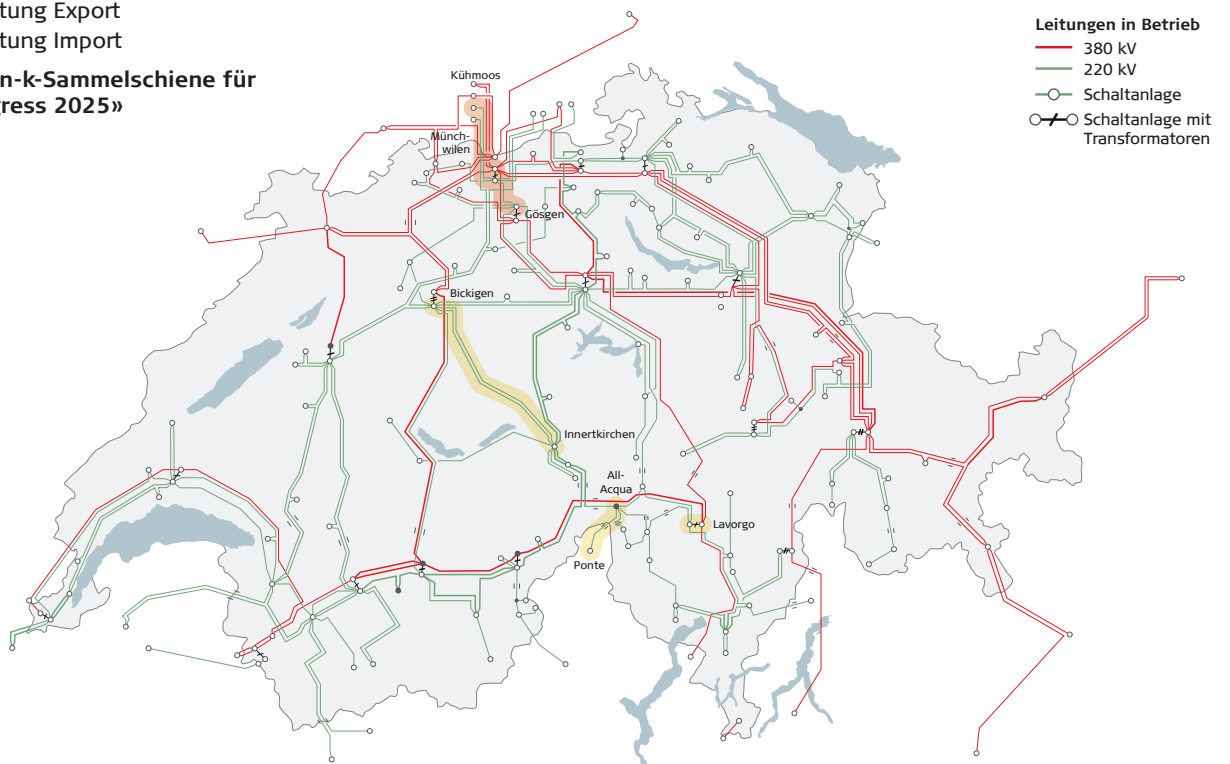 tung Export
tung Import
n-k-Sammelschiene für
gress 2025»
Leitungen in Betrieb
380 kV
220 kV
Schaltanlage
Schaltanlage mit
Transformatoren
Kühmoos
Münch-
wilen
Gösgen
Bickigen
Innertkirchen
All-
Acqua
Lavorgo
Ponte